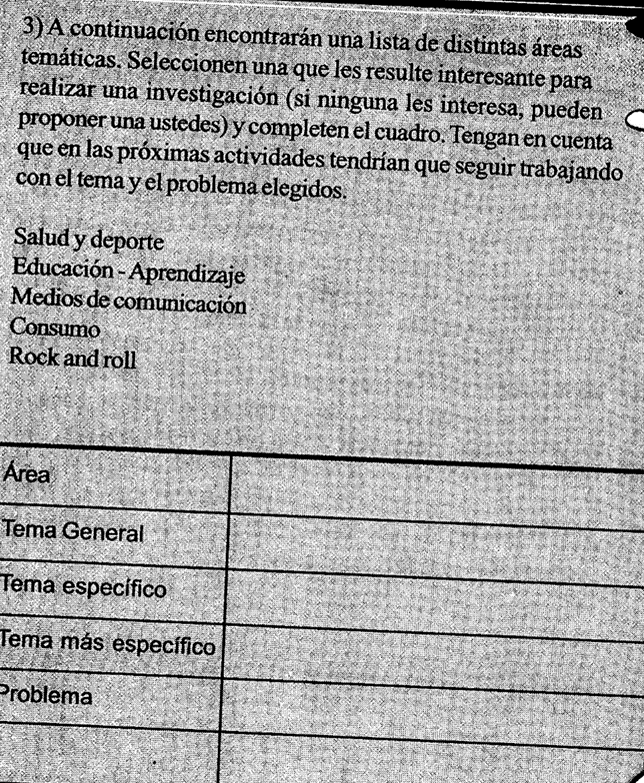 3) A continuación encontrarán una lista de distintas áreas
temáticas. Seleccionen una que les resulte interesante para
realizar una investigación (si ninguna les interesa, pueden
proponer una ustedes) y completen el cuadro. Tengan en cuenta
que en las próximas actividades tendrían que seguir trabajando
con el tema y el problema elegidos.
Salud y deporte
Educación - Aprendizaje
Medios de comunicación
Consumo
Rock and roll
Área
Tema General
Tema específico
Tema más específico
Problema